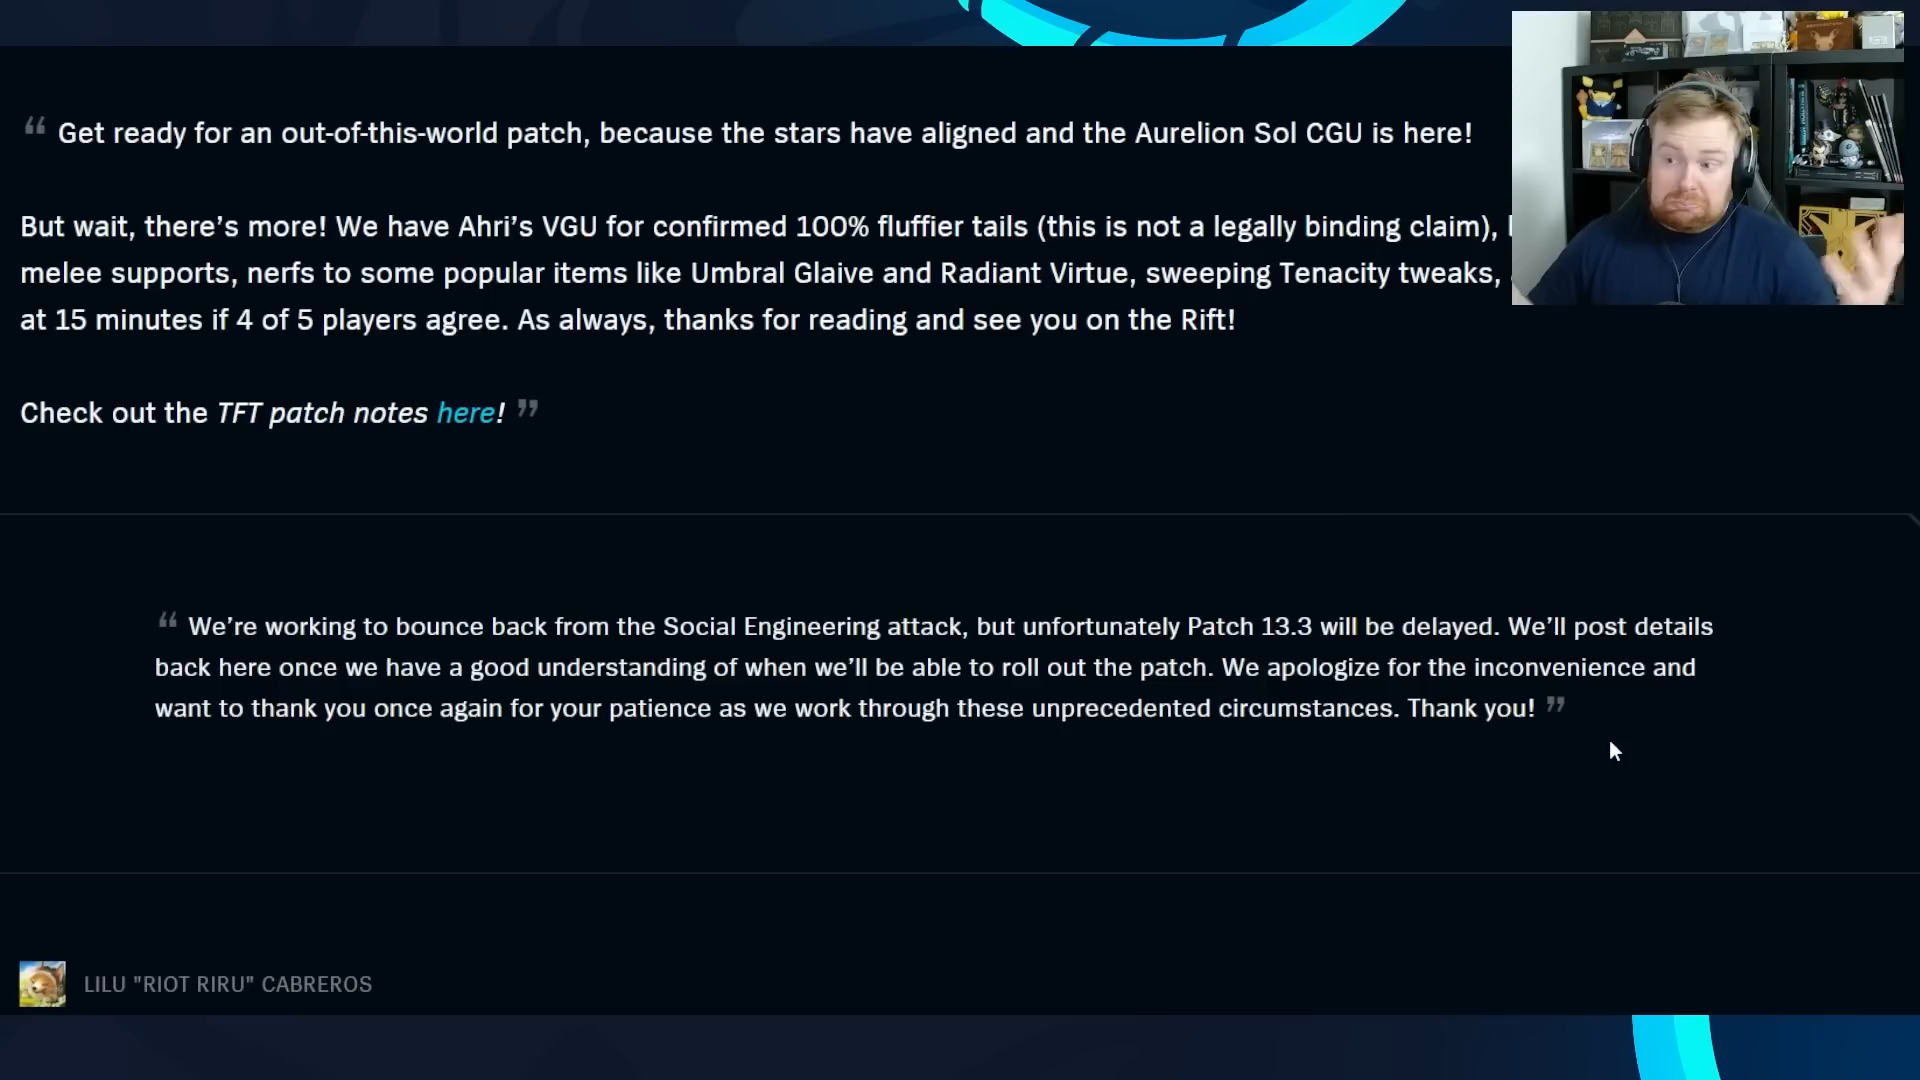 “ Get ready for an out-of-this-world patch, because the stars have aligned and the Aurelion Sol CGU is here!
But wait, there’s more! We have Ahri’s VGU for confirmed 100% fluffier tails (this is not a legally binding claim),
melee supports, nerfs to some popular items like Umbral Glaive and Radiant Virtue, sweeping Tenacity tweaks,
at 15 minutes if 4 of 5 players agree. As always, thanks for reading and see you on the Rift!
Check out the TFT patch notes here! ”
“ We’re working to bounce back from the Social Engineering attack, but unfortunately Patch 13.3 will be delayed. We’ll post details
back here once we have a good understanding of when we’ll be able to roll out the patch. We apologize for the inconvenience and
want to thank you once again for your patience as we work through these unprecedented circumstances. Thank you! ”
LILU "RIOT RIRU" CABREROS